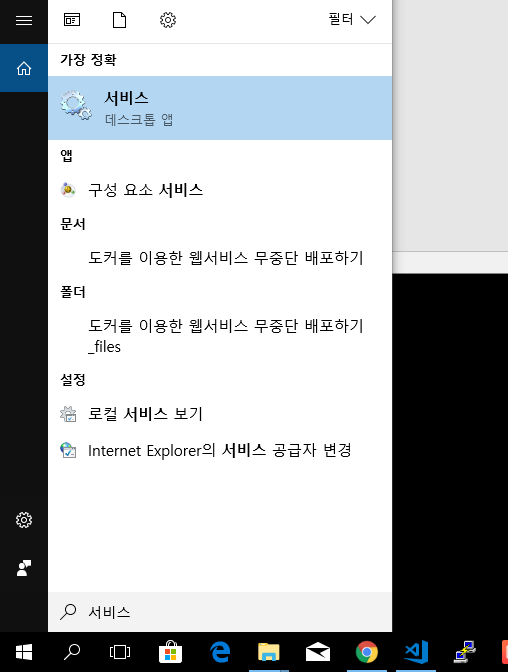 필터
가장 정확
서비스
데스크톱 앱
앱
구성 요소 서비스
문서
도커를 이용한 웹서비스 무중단 배포하기
폴더
도커를 이용한 웹서비스 무중단 배포하기
_files
설정
로컬 서비스 보기
Internet Explorer의 서비스 공급자 변경
서비스